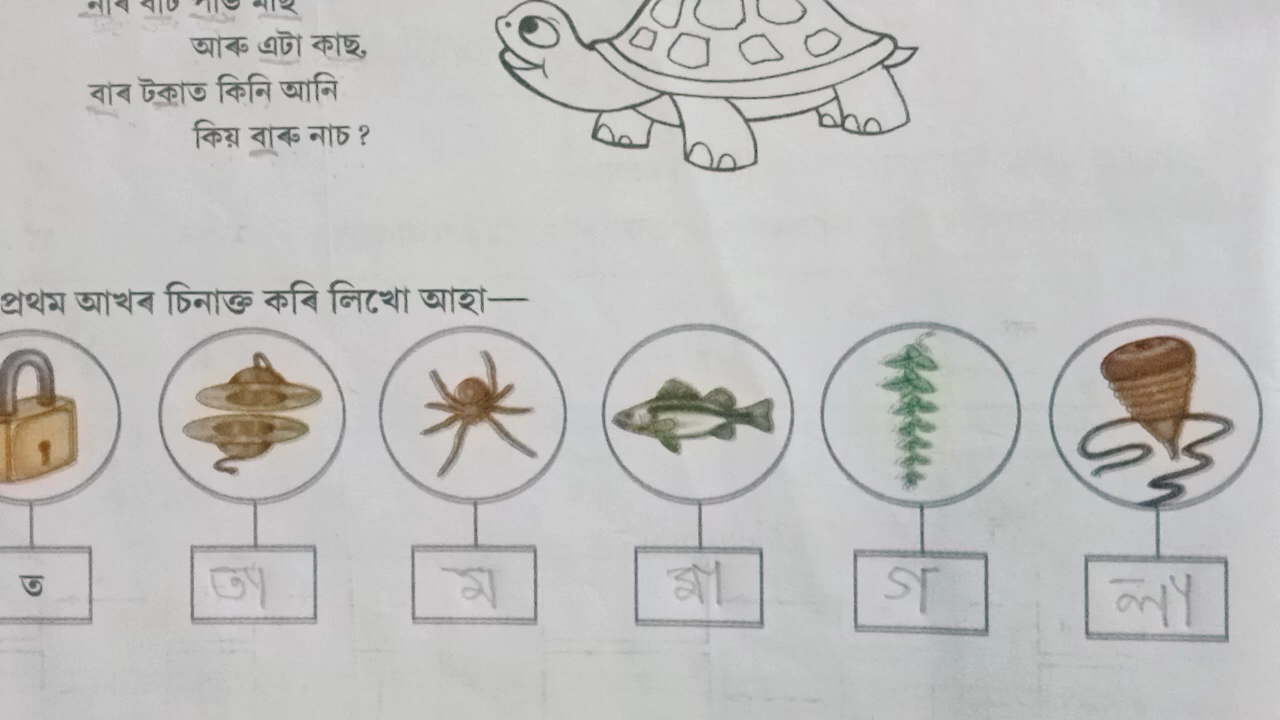 আৰু এটা কাছ,
বাৰ টকাত কিনি আনি
কিয় বাৰু নাচ ?
প্ৰথম আখৰ চিনাক্ত কৰি লিখো আহা—
ত তা ম মা গ লা